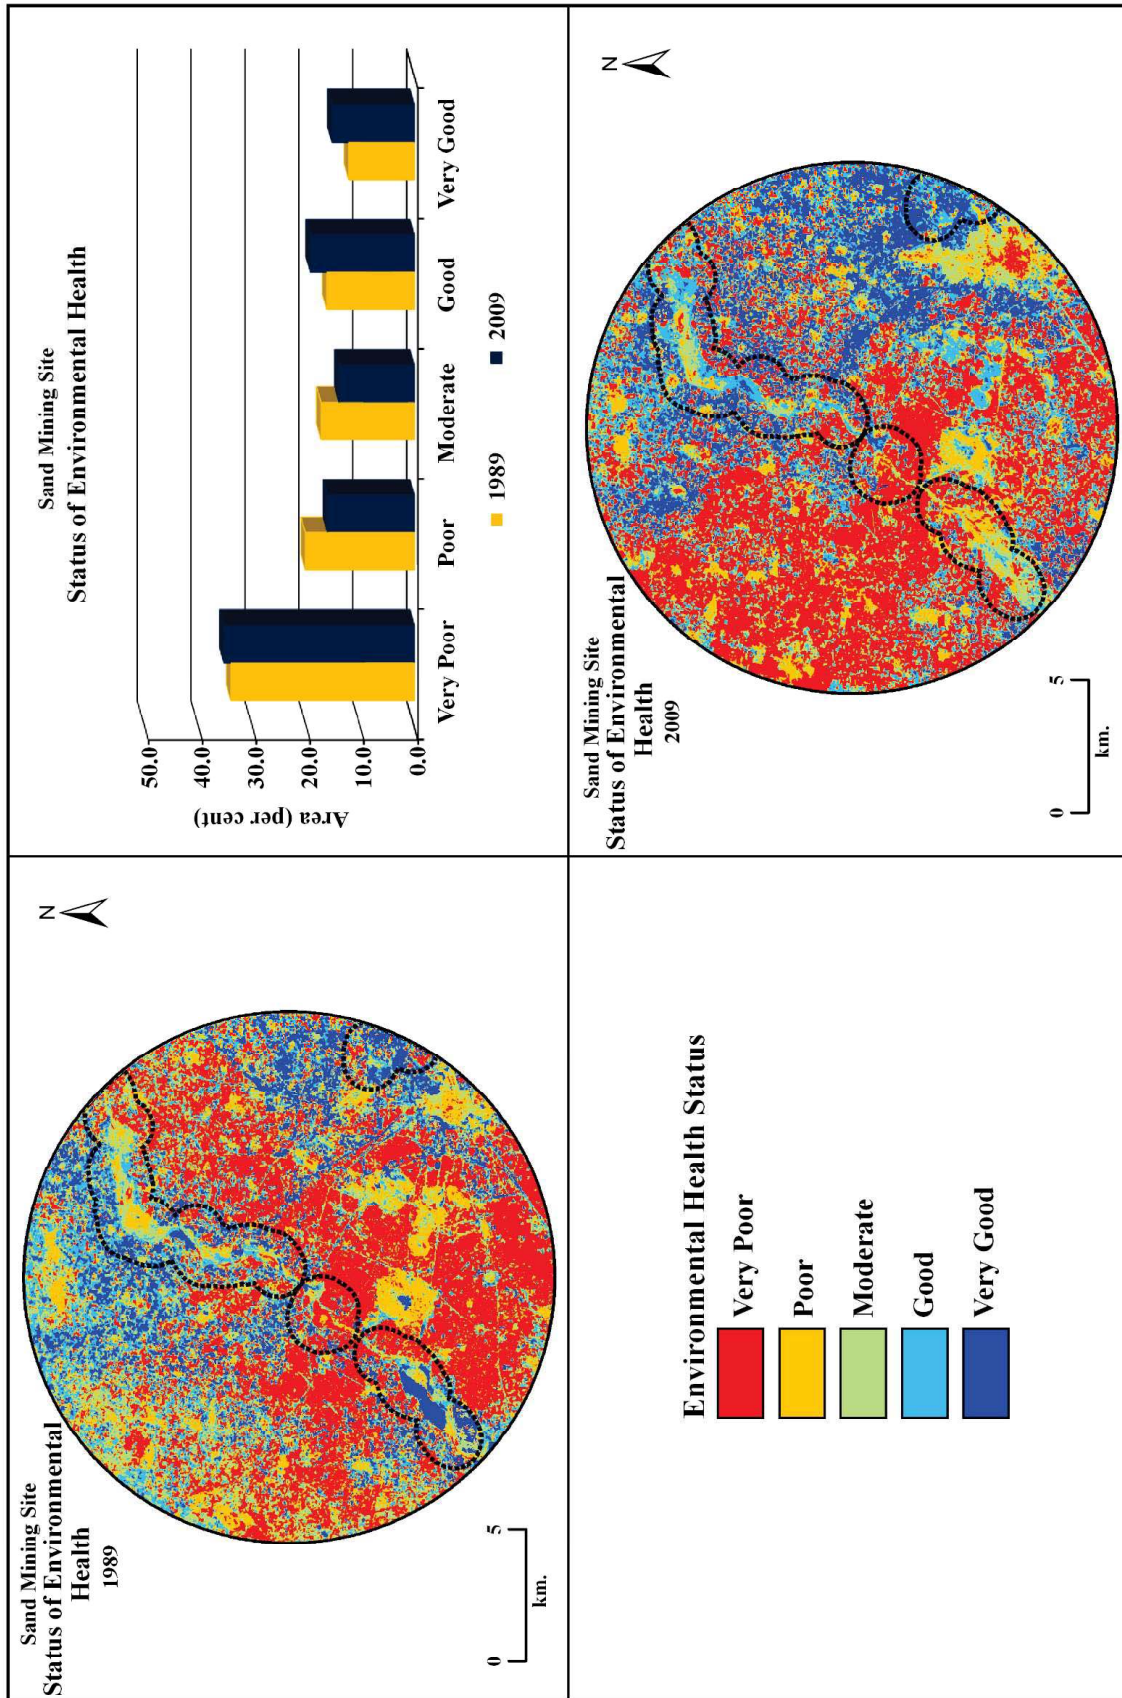 Sand Mining Site
Status of Environmental
Health
1989
N
0 5
km.
Sand Mining Site
Status of Environmental Health
Area (per cent)
50.0
40.0
30.0
20.0
10.0
0.0
Very Poor Poor Moderate Good Very Good
1989 2009
Environmental Health Status
Very Poor
Poor
Moderate
Good
Very Good
Sand Mining Site
Status of Environmental
Health
2009
N
0 5
km.